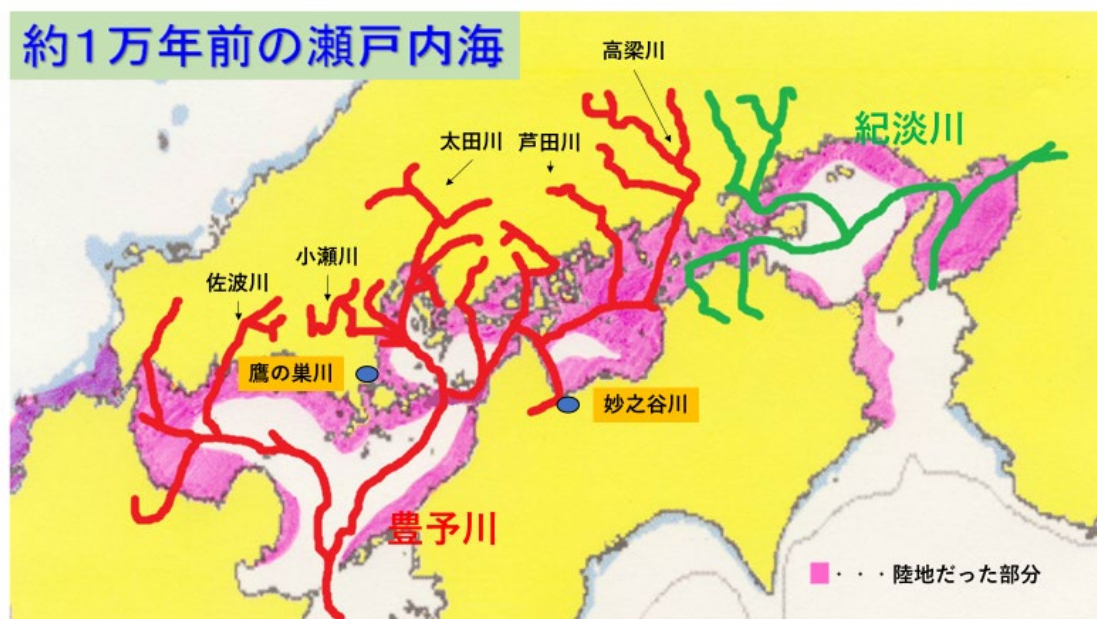 約１万年前の瀬戸内海
高梁川
紀淡川
太田川
芦田川
小瀬川
佐波川
鷹の巣川
妙之谷川
豊予川
・・・陸地だった部分